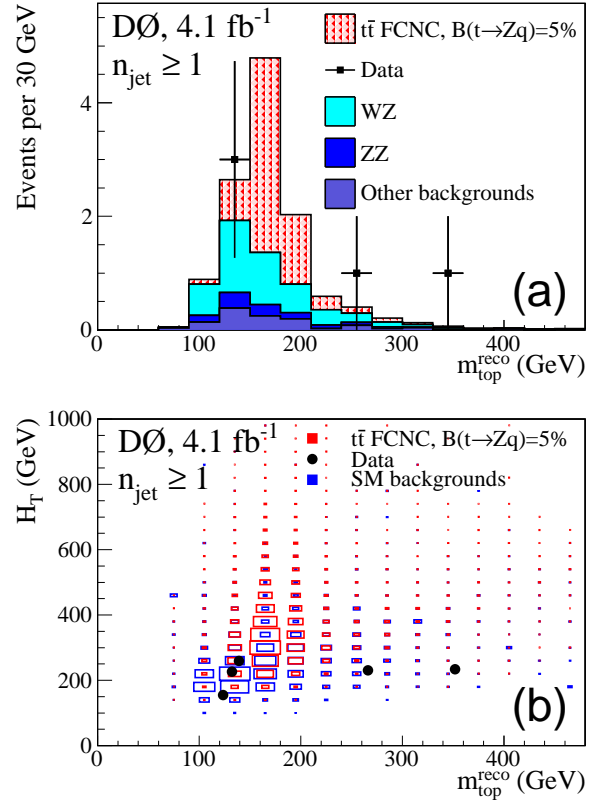 DØ, 4.1 fb⁻¹
n_jet ≥ 1
tt̄ FCNC, B(t→Zq)=5%
Data
WZ
ZZ
Other backgrounds
Events per 30 GeV
4
2
0
(a)
0 100 200 300 400
m_top^reco (GeV)
DØ, 4.1 fb⁻¹
n_jet ≥ 1
tt̄ FCNC, B(t→Zq)=5%
Data
SM backgrounds
H_T (GeV)
1000
800
600
400
200
0
(b)
0 100 200 300 400
m_top^reco (GeV)